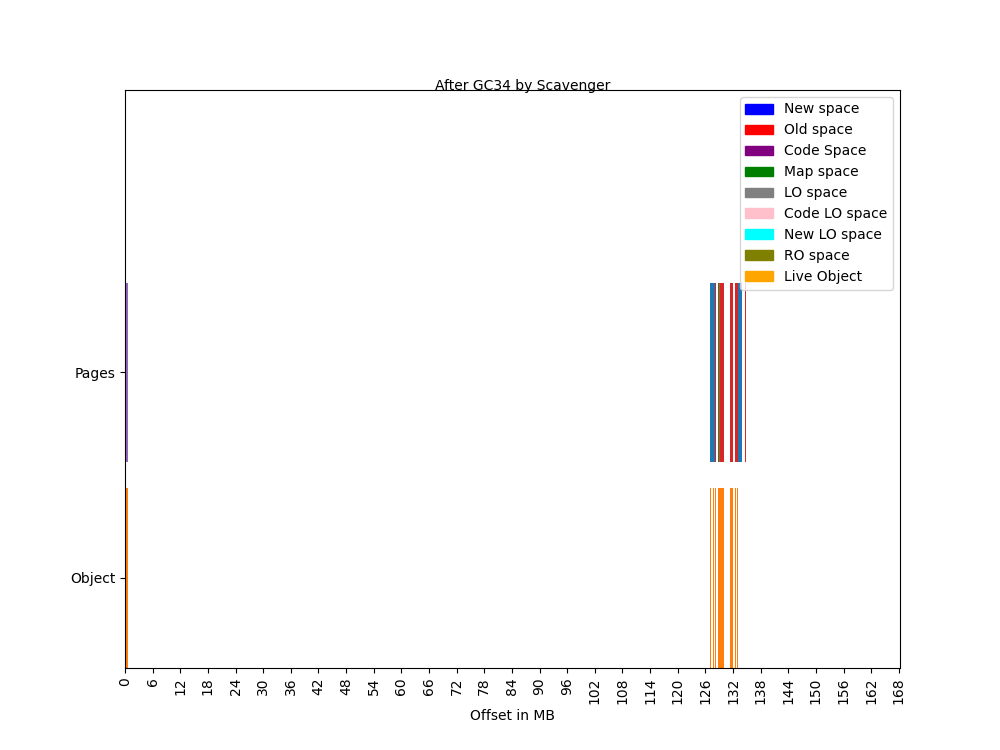 After GC34 by Scavenger
New space
Old space
Code Space
Map space
LO space
Code LO space
New LO space
RO space
Live Object
Pages
Object
0 6 12 18 24 30 36 42 48 54 60 66 72 78 84 90 96 102 108 114 120 126 132 138 144 150 156 162 168
Offset in MB